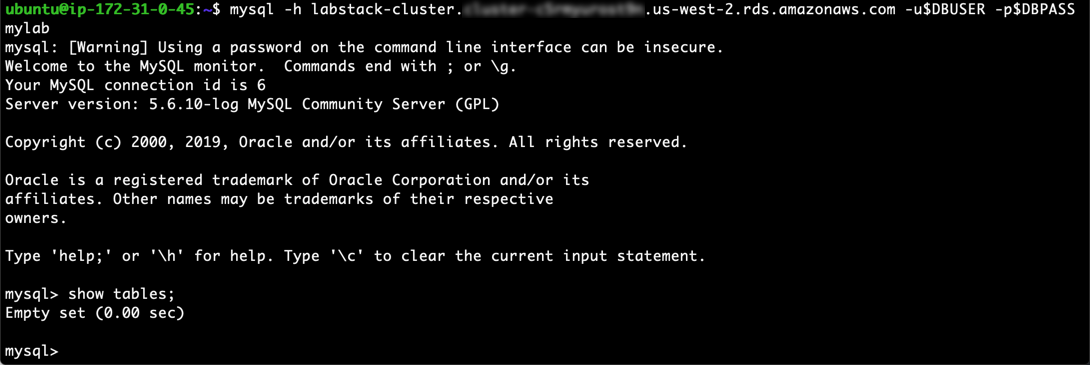 ubuntu@ip-172-31-0-45:~$ mysql -h labstack-cluster. .us-west-2.rds.amazonaws.com -u$DBUSER -p$DBPASS
mylab
mysql: [Warning] Using a password on the command line interface can be insecure.
Welcome to the MySQL monitor.  Commands end with ; or \g.
Your MySQL connection id is 6
Server version: 5.6.10-log MySQL Community Server (GPL)

Copyright (c) 2000, 2019, Oracle and/or its affiliates. All rights reserved.

Oracle is a registered trademark of Oracle Corporation and/or its
affiliates. Other names may be trademarks of their respective
owners.

Type 'help;' or '\h' for help. Type '\c' to clear the current input statement.

mysql> show tables;
Empty set (0.00 sec)

mysql>